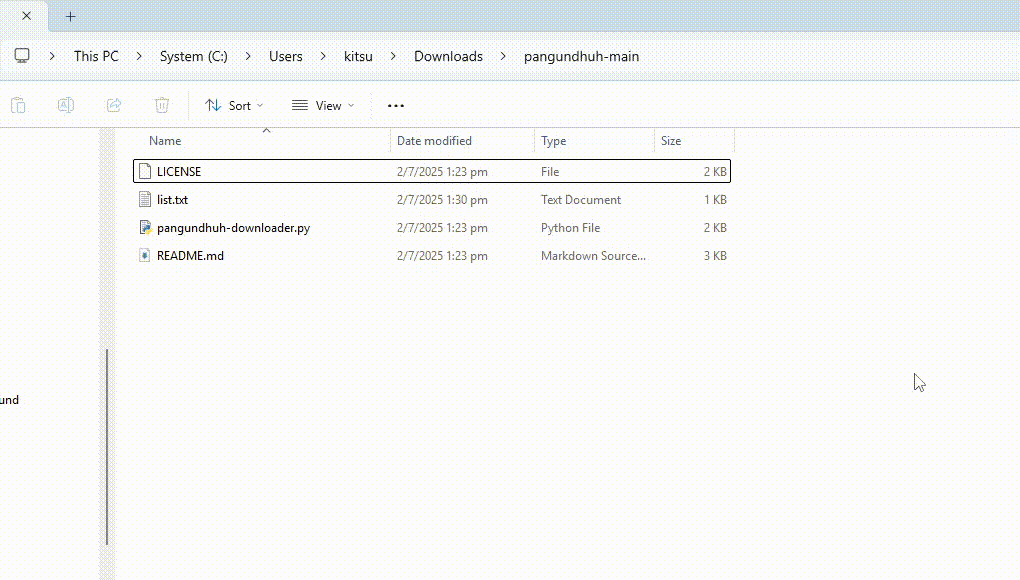 This PC > System (C:) > Users > kitsu > Downloads > pangundhuh-main
Sort View
Name Date modified Type Size
LICENSE 2/7/2025 1:23 pm File 2 KB
list.txt 2/7/2025 1:30 pm Text Document 1 KB
pangundhuh-downloader.py 2/7/2025 1:23 pm Python File 2 KB
README.md 2/7/2025 1:23 pm Markdown Source... 3 KB
und